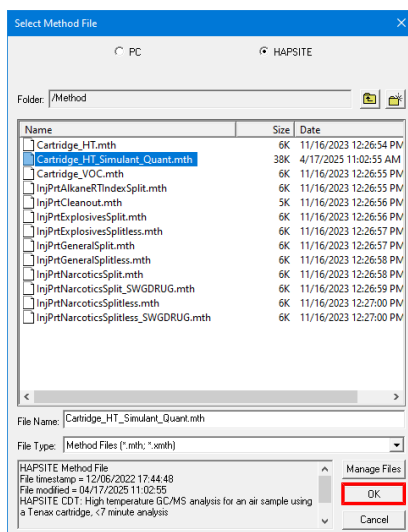 Select Method File
PC HAPSITE
Folder: /Method
Name Size Date
Cartridge_HT.mth 6K 11/16/2023 12:26:54 PM
Cartridge_HT_Simulant_Quant.mth 38K 4/17/2025 11:02:55 AM
Cartridge_VOC.mth 6K 11/16/2023 12:26:55 PM
InjPrtAlkaneRTIndexSplit.mth 6K 11/16/2023 12:26:55 PM
InjPrtCleanout.mth 5K 11/16/2023 12:26:56 PM
InjPrtExplosivesSplit.mth 6K 11/16/2023 12:26:56 PM
InjPrtExplosivesSplitless.mth 6K 11/16/2023 12:26:57 PM
InjPrtGeneralSplit.mth 6K 11/16/2023 12:26:57 PM
InjPrtGeneralSplitless.mth 6K 11/16/2023 12:26:58 PM
InjPrtNarcoticsSplit.mth 6K 11/16/2023 12:26:58 PM
InjPrtNarcoticsSplit_SWGDRUG.mth 6K 11/16/2023 12:26:59 PM
InjPrtNarcoticsSplitless.mth 6K 11/16/2023 12:27:00 PM
InjPrtNarcoticsSplitless_SWGDRUG.mth 6K 11/16/2023 12:27:00 PM
File Name: Cartridge_HT_Simulant_Quant.mth
File Type: Method Files (*.mth; *.xmth)
HAPSITE Method File
File timestamp = 12/06/2022 17:44:48
File modified = 04/17/2025 11:02:55
HAPSITE CDT: High temperature GC/MS analysis for an air sample using
a Tenax cartridge, <7 minute analysis
Manage Files
OK
Cancel